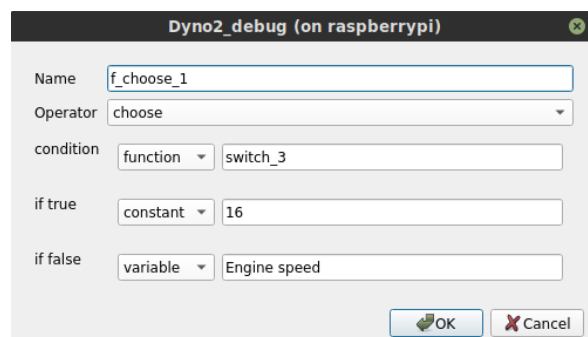 Dyno2_debug (on raspberrypi)
Name f_choose_1
Operator choose
condition function switch_3
if true constant 16
if false variable Engine speed
OK Cancel